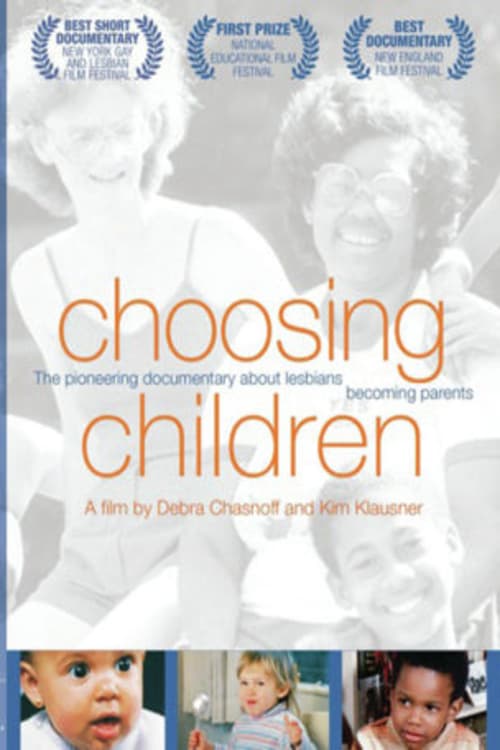 BEST SHORT
DOCUMENTARY
NEW YORK GAY
AND LESBIAN
FILM FESTIVAL
FIRST PRIZE
NATIONAL
EDUCATIONAL FILM
FESTIVAL
BEST
DOCUMENTARY
NEW ENGLAND
FILM FESTIVAL
choosing
The pioneering documentary about lesbians
becoming parents
children
A film by Debra Chasnoff and Kim Klausner